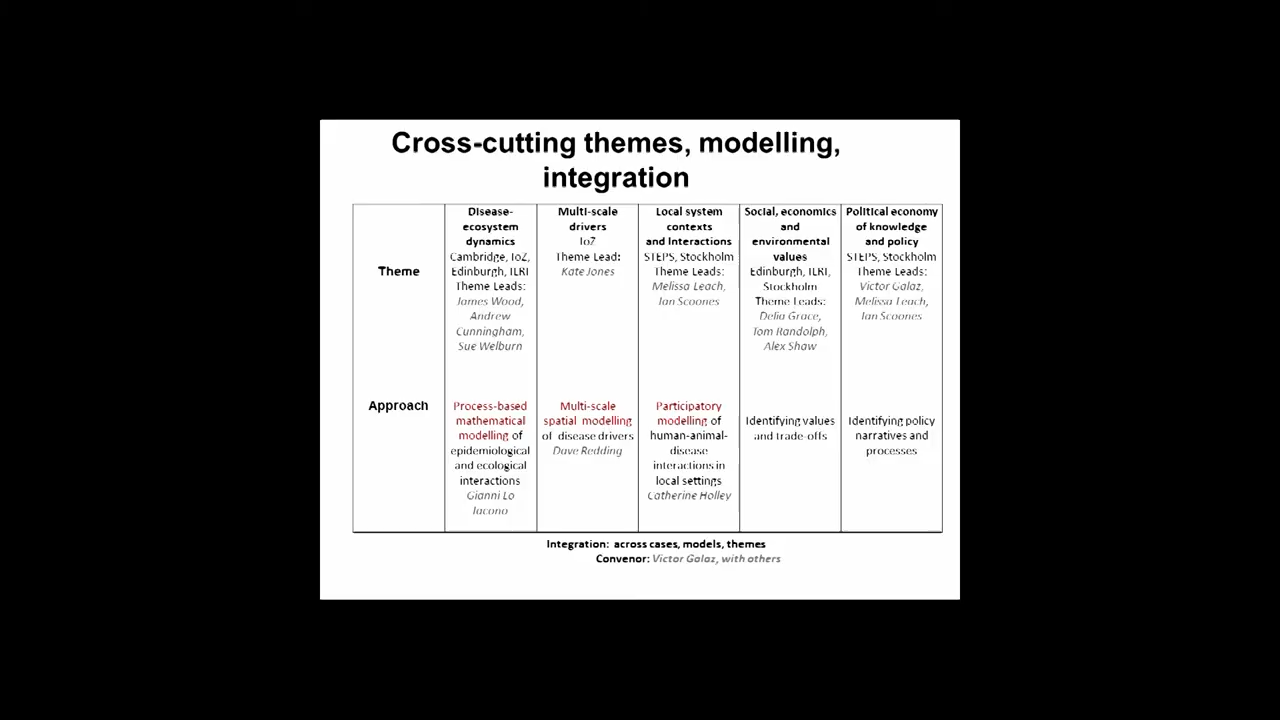 Cross-cutting themes, modelling,
integration
Theme
Disease-
ecosystem
dynamics
Cambridge, IoZ,
Edinburgh, ILRI
Theme Leads:
James Wood,
Andrew
Cunningham,
Sue Welburn
Multi-scale
drivers
IoZ
Theme Lead:
Kate Jones
Local system
contexts
and Interactions
STEPS, Stockholm
Theme Leads:
Melissa Leach,
Ian Scoones
Social, economics
and
environmental
values
Edinburgh, ILRI,
Stockholm
Theme Leads:
Delia Grace,
Tom Randolph,
Alex Shaw
Political economy
of knowledge
and policy
STEPS, Stockholm
Theme Leads:
Victor Galaz,
Melissa Leach,
Ian Scoones
Approach
Process-based
mathematical
modelling of
epidemiological
and ecological
interactions
Gianni Lo
Iacono
Multi-scale
spatial modelling
of disease drivers
Dave Redding
Participatory
modelling of
human-animal-
disease
interactions in
local settings
Catherine Holley
Identifying values
and trade-offs
Identifying policy
narratives and
processes
Integration: across cases, models, themes
Convenor: Victor Galaz, with others